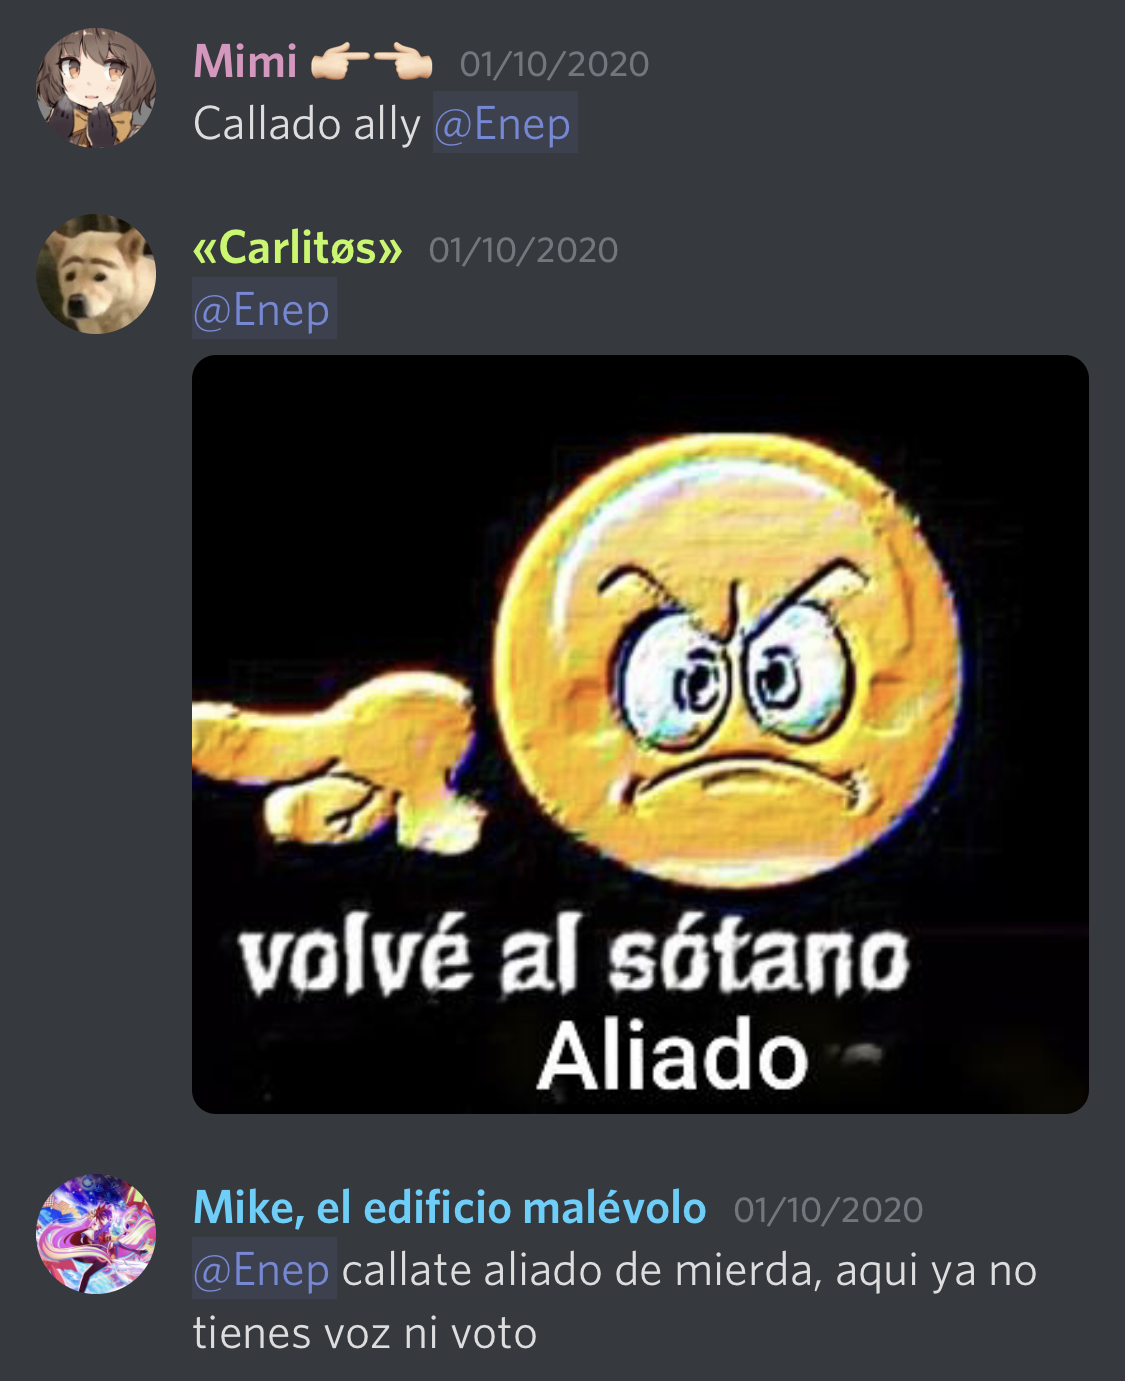 Mimi 👉🏻👈🏻 01/10/2020
Callado ally @Enep
«Carlitøs» 01/10/2020
@Enep
volvé al sótano
Aliado
Mike, el edificio malévolo 01/10/2020
@Enep callate aliado de mierda, aqui ya no
tienes voz ni voto